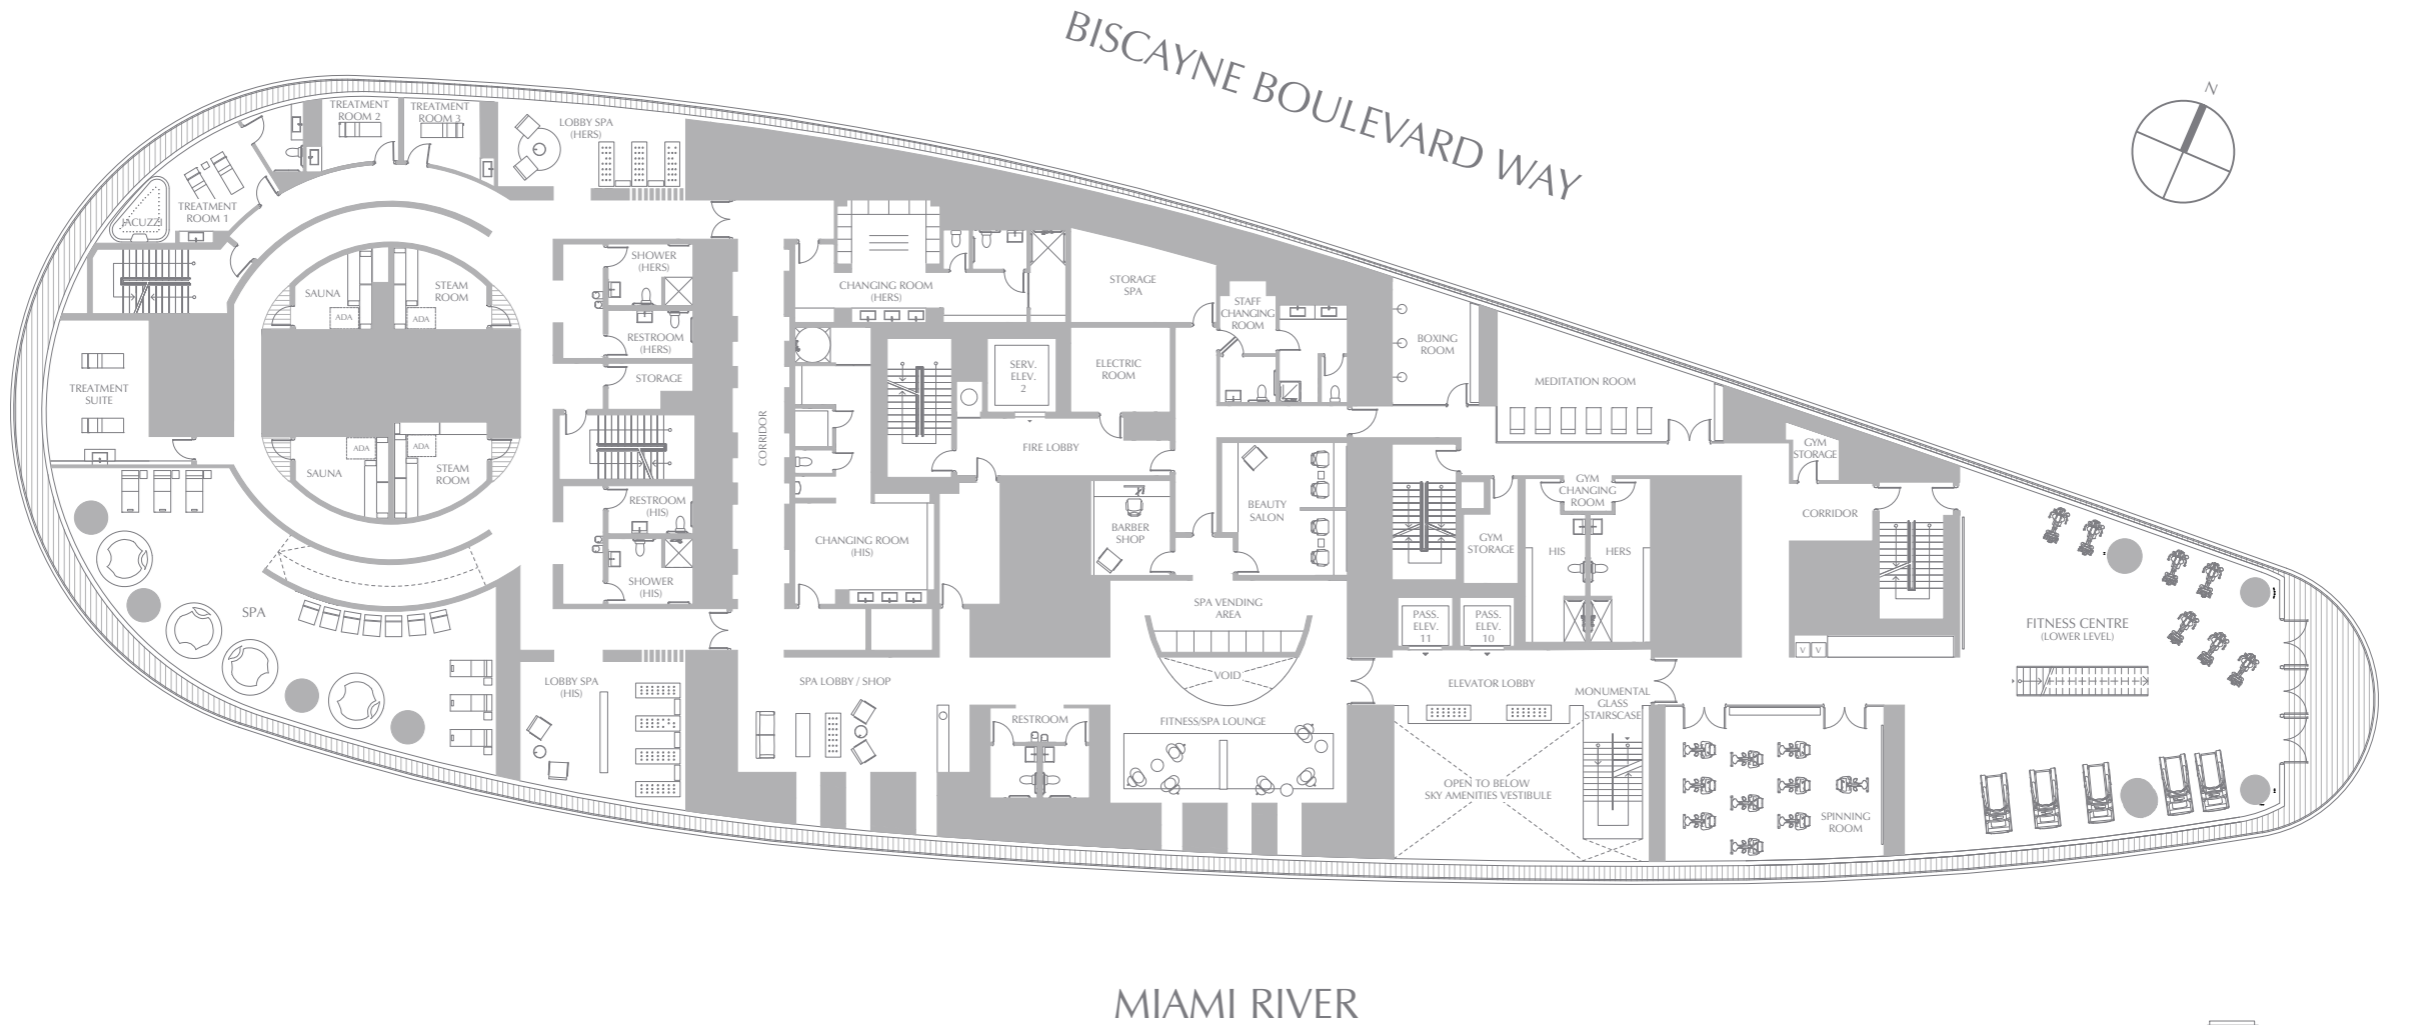 BISCAYNE BOULEVARD WAY
N
TREATMENT
ROOM 2
TREATMENT
ROOM 3
LOBBY SPA
(HERS)
JACUZZI
TREATMENT
ROOM 1
SAUNA
STEAM
ROOM
ADA
ADA
SHOWER
(HERS)
RESTROOM
(HERS)
STORAGE
CHANGING ROOM
(HERS)
STORAGE
SPA
STAFF
CHANGING
ROOM
SERV.
ELEV.
2
ELECTRIC
ROOM
BOXING
ROOM
MEDITATION ROOM
TREATMENT
SUITE
CORRIDOR
FIRE LOBBY
GYM
STORAGE
ADA
ADA
SAUNA
STEAM
ROOM
RESTROOM
(HIS)
SHOWER
(HIS)
CHANGING ROOM
(HIS)
BARBER
SHOP
BEAUTY
SALON
GYM
STORAGE
GYM
CHANGING
ROOM
HIS
HERS
CORRIDOR
SPA
SPA VENDING
AREA
PASS.
ELEV.
11
PASS.
ELEV.
10
V
V
FITNESS CENTRE
(LOWER LEVEL)
LOBBY SPA
(HIS)
SPA LOBBY / SHOP
VOID
ELEVATOR LOBBY
MONUMENTAL
GLASS
STAIRSCASE
RESTROOM
FITNESS/SPA LOUNGE
OPEN TO BELOW
SKY AMENITIES VESTIBULE
SPINNING
ROOM
MIAMI RIVER